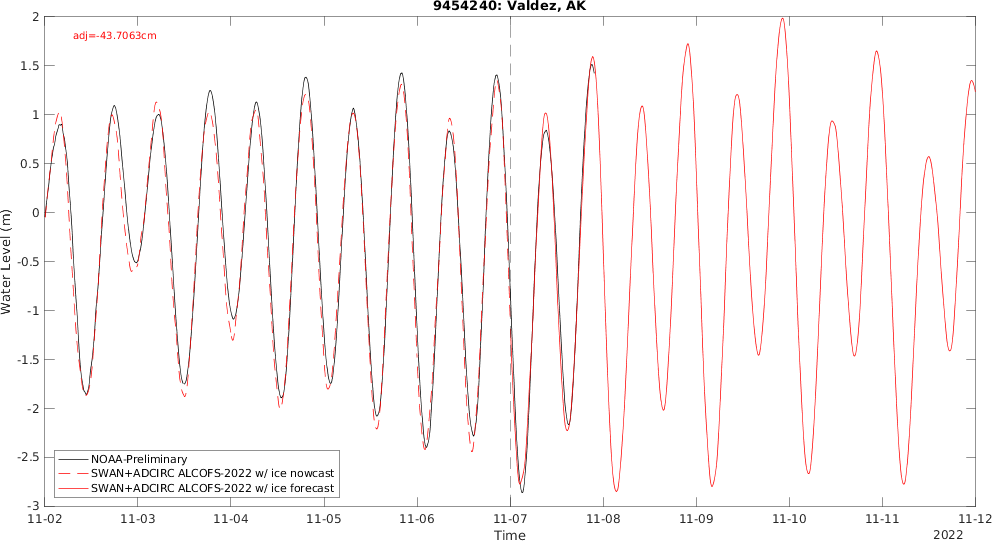 9454240: Valdez, AK
adj=-43.7063cm
2
1.5
1
0.5
0
-0.5
-1
-1.5
-2
-2.5
-3
Water Level (m)
NOAA-Preliminary
SWAN+ADCIRC ALCOFS-2022 w/ ice nowcast
SWAN+ADCIRC ALCOFS-2022 w/ ice forecast
11-02 11-03 11-04 11-05 11-06 11-07 11-08 11-09 11-10 11-11 11-12
Time
2022